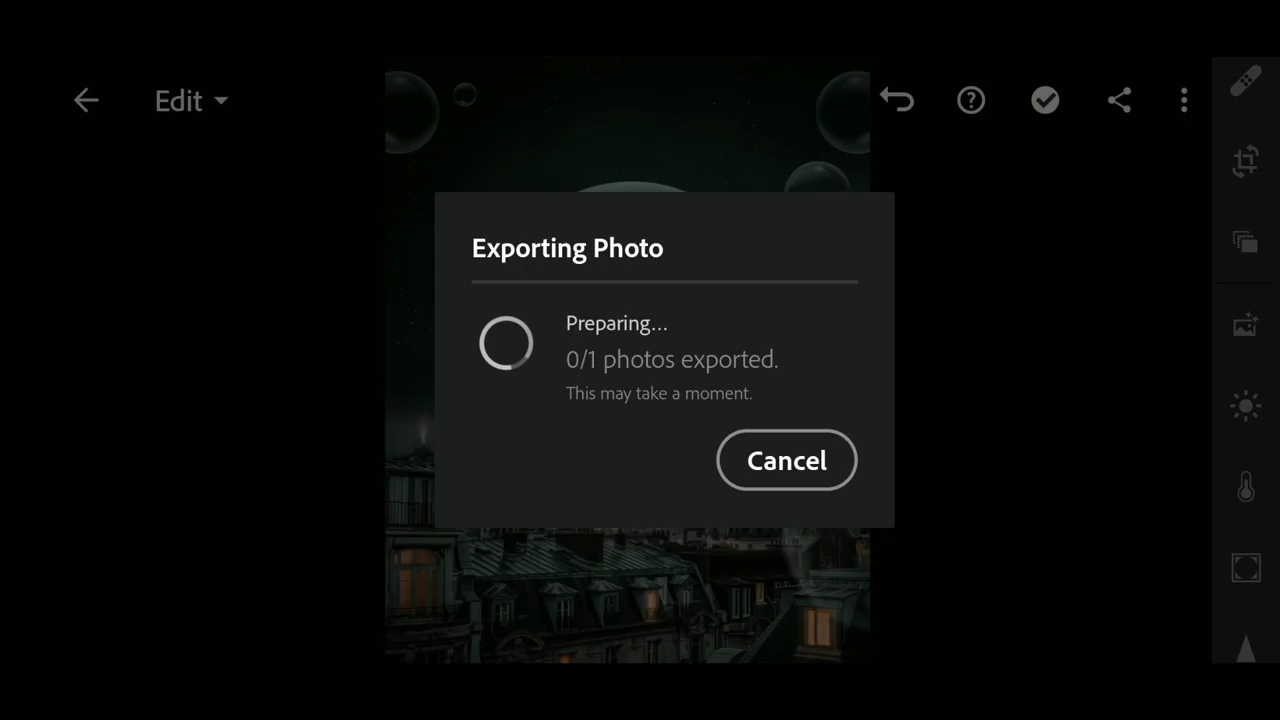 Edit
Exporting Photo
Preparing...
0/1 photos exported.
This may take a moment.
Cancel